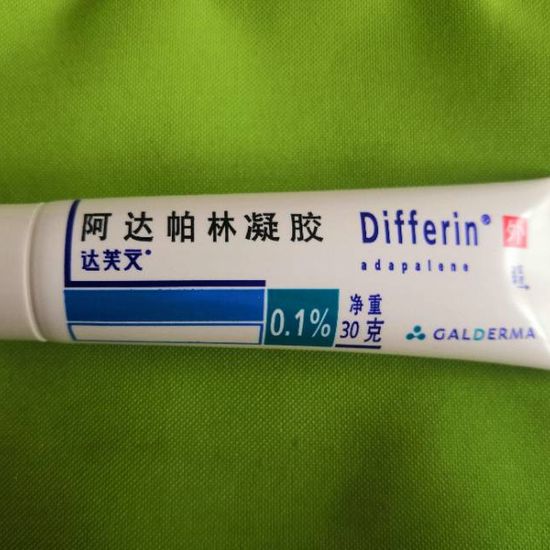 阿达帕林凝胶
达芙文®
0.1%
净重
30克
Differin®
adapalene
外
GALDERMA